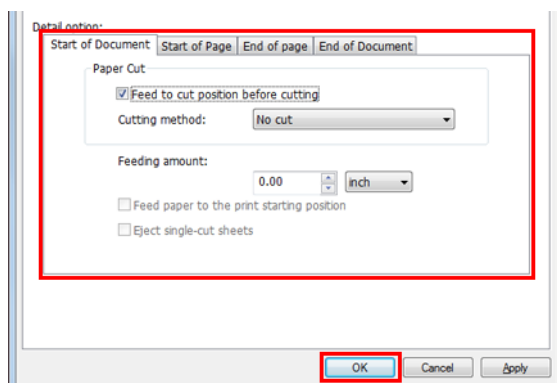 Detail option:
Start of Document Start of Page End of page End of Document
Paper Cut
Feed to cut position before cutting
Cutting method: No cut
Feeding amount:
0.00 inch
Feed paper to the print starting position
Eject single-cut sheets
OK Cancel Apply